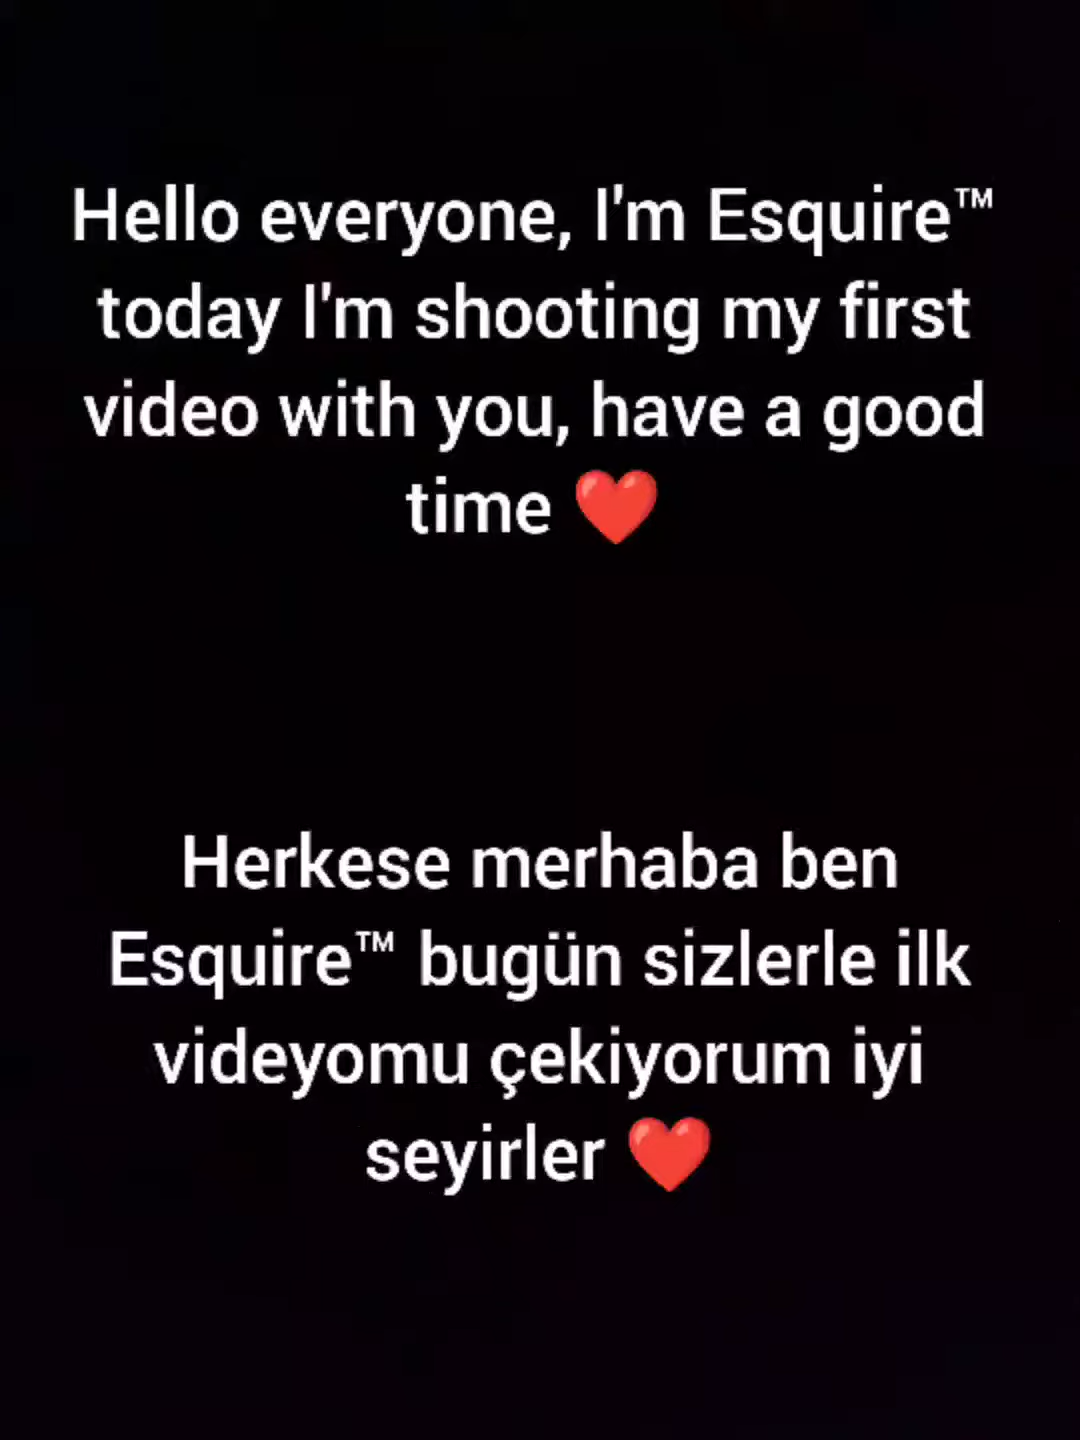 Hello everyone, I'm Esquire™
today I'm shooting my first
video with you, have a good
time ❤️
Herkese merhaba ben
Esquire™ bugün sizlerle ilk
videyomu çekiyorum iyi
seyirler ❤️